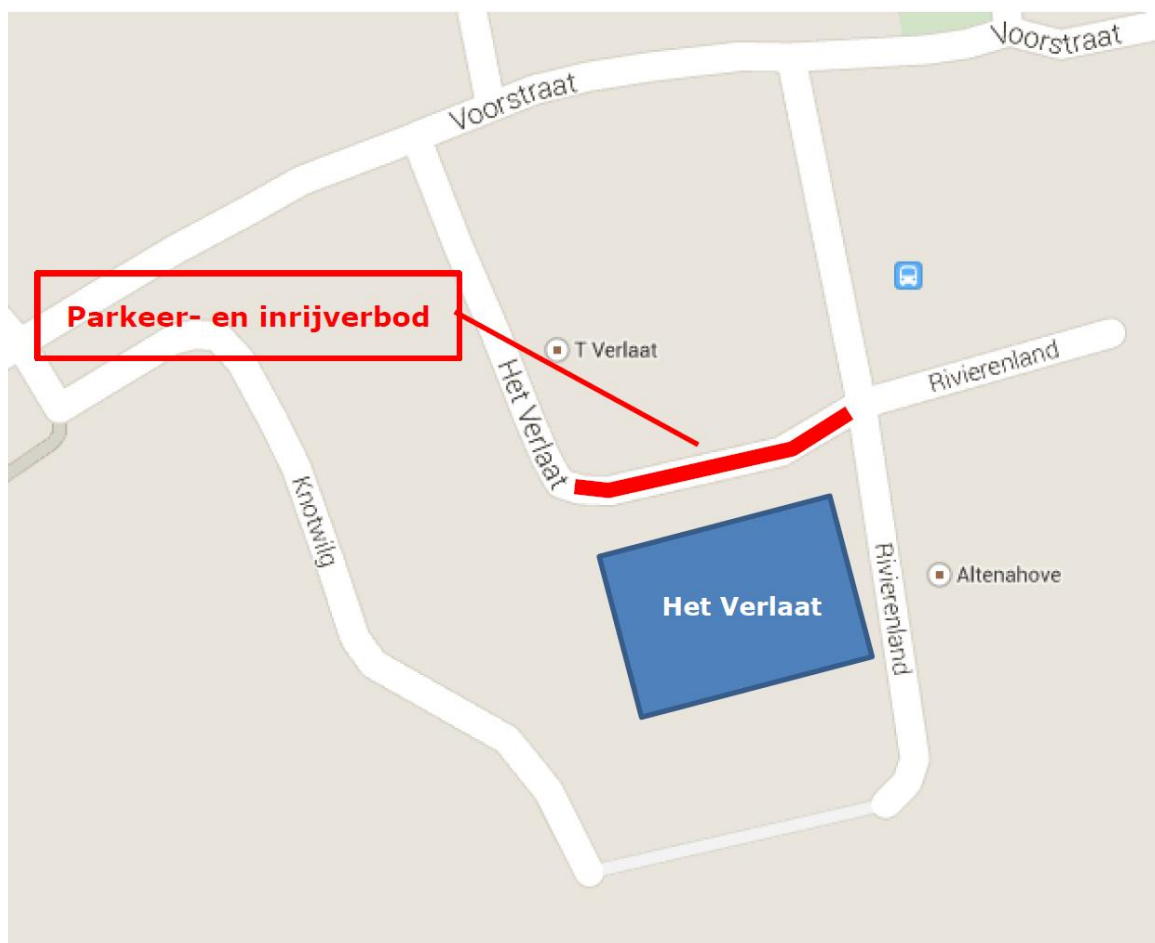 Voorstraat
Voorstraat
Parkeer- en inrijverbod
T Verlaat
Het Verlaat
Rivierenland
Knotwilg
Het Verlaat
Rivierenland
Altenahove